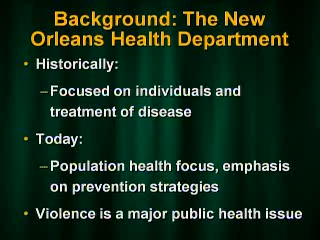 Background: The New
Orleans Health Department
• Historically:
– Focused on individuals and
treatment of disease
• Today:
– Population health focus, emphasis
on prevention strategies
• Violence is a major public health issue